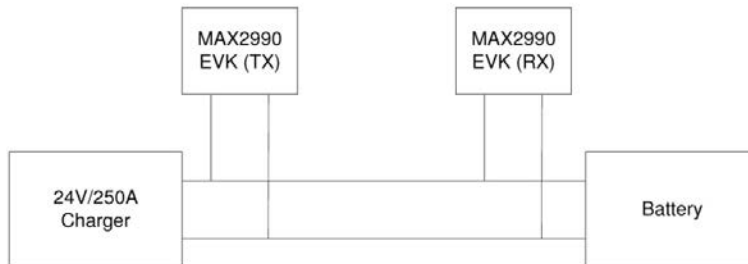 MAX2990
EVK (TX)
MAX2990
EVK (RX)
24V/250A
Charger
Battery